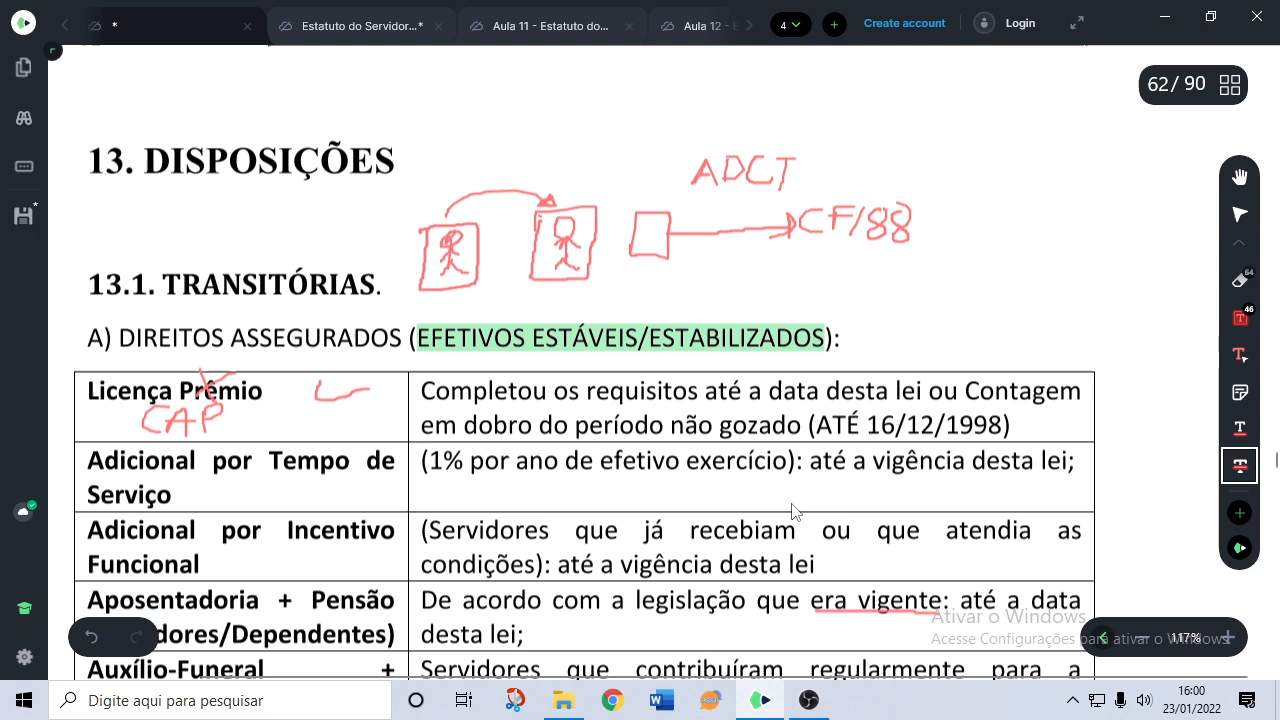 Estatuto do Servidor...*
Aula 11 - Estatuto do...
Aula 12 - E
4
Create account
Login
62/ 90
13. DISPOSIÇÕES
ADCT
CF/88
13.1. TRANSITÓRIAS.
A) DIREITOS ASSEGURADOS (EFETIVOS ESTÁVEIS/ESTABILIZADOS):
Licença Prêmio
CAP
Completou os requisitos até a data desta lei ou Contagem
em dobro do período não gozado (ATÉ 16/12/1998)
Adicional por Tempo de
Serviço
(1% por ano de efetivo exercício): até a vigência desta lei;
Adicional por Incentivo
Funcional
(Servidores que já recebiam ou que atendia as
condições): até a vigência desta lei
Aposentadoria + Pensão
dores/Dependentes)
De acordo com a legislação que era vigente: até a data
desta lei;
Auxílio-Funeral +
Servidores que contribuíram regularmente para a
64
46
Ativar o Windows
Acesse Configurações para ativar o Windows
117%
Digite aqui para pesquisar
16:00
23/01/2022